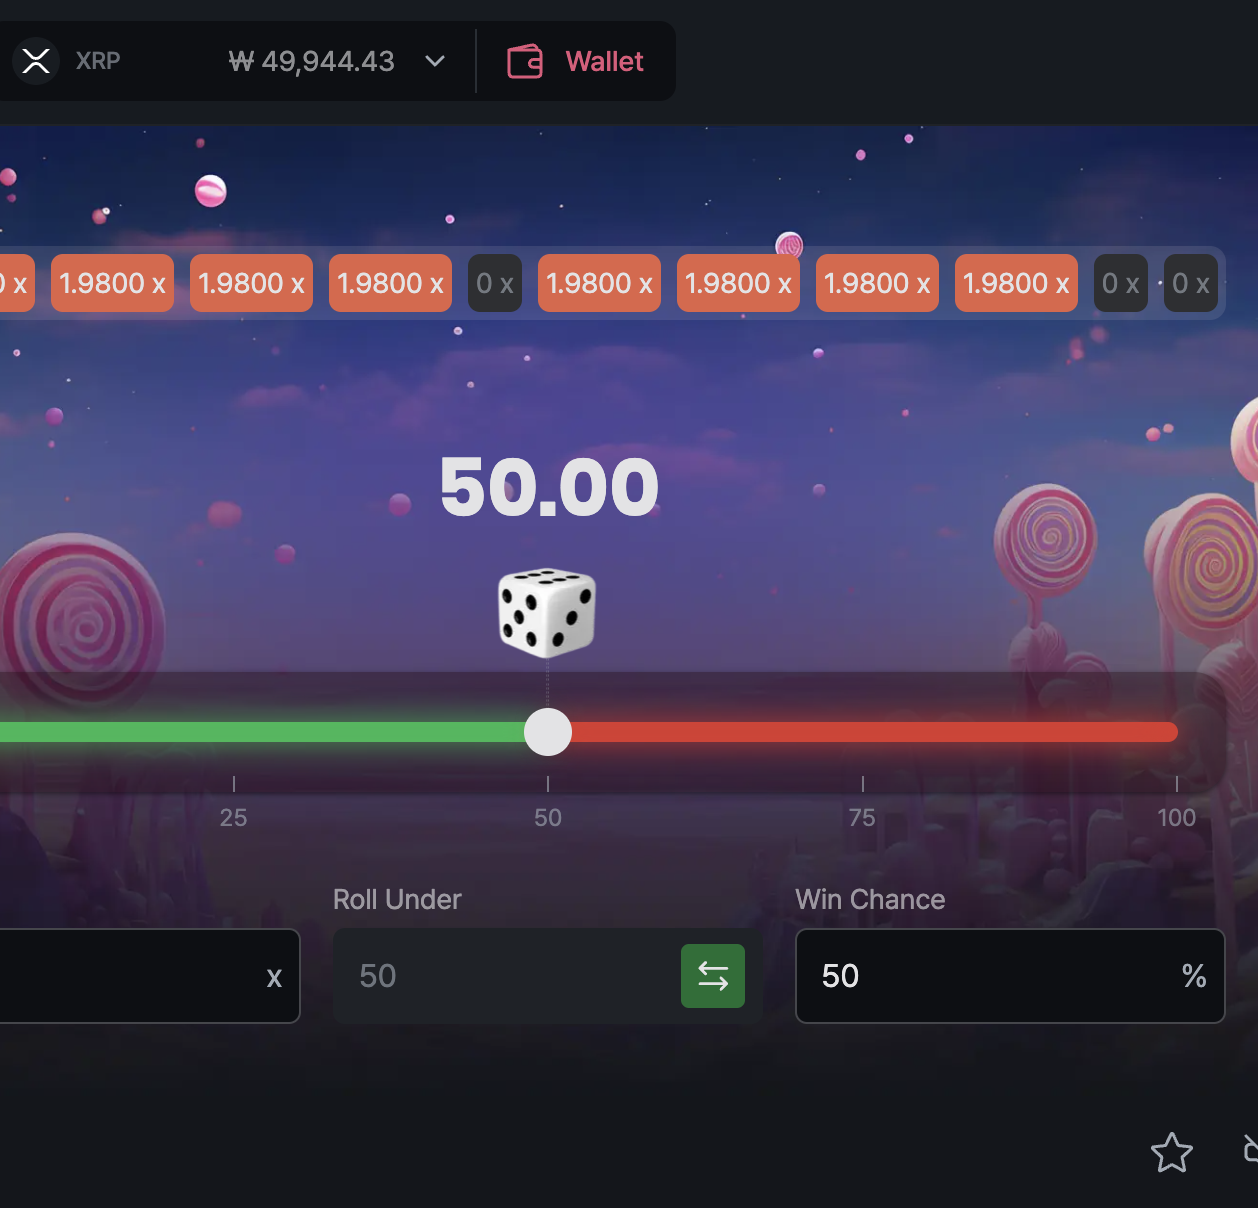 XRP ₩ 49,944.43 Wallet
0 x 1.9800 x 1.9800 x 1.9800 x 0 x 1.9800 x 1.9800 x 1.9800 x 1.9800 x 0 x 0 x
50.00
25 50 75 100
Roll Under Win Chance
x 50 50 %